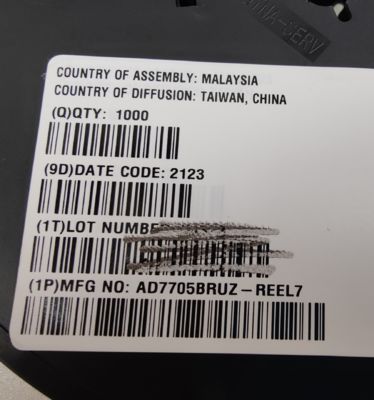 COUNTRY OF ASSEMBLY: MALAYSIA
COUNTRY OF DIFFUSION: TAIWAN, CHINA
(Q)QTY: 1000
(9D)DATE CODE: 2123
(1T)LOT NUMBE
(1P)MFG NO: AD7705BRUZ-REEL7